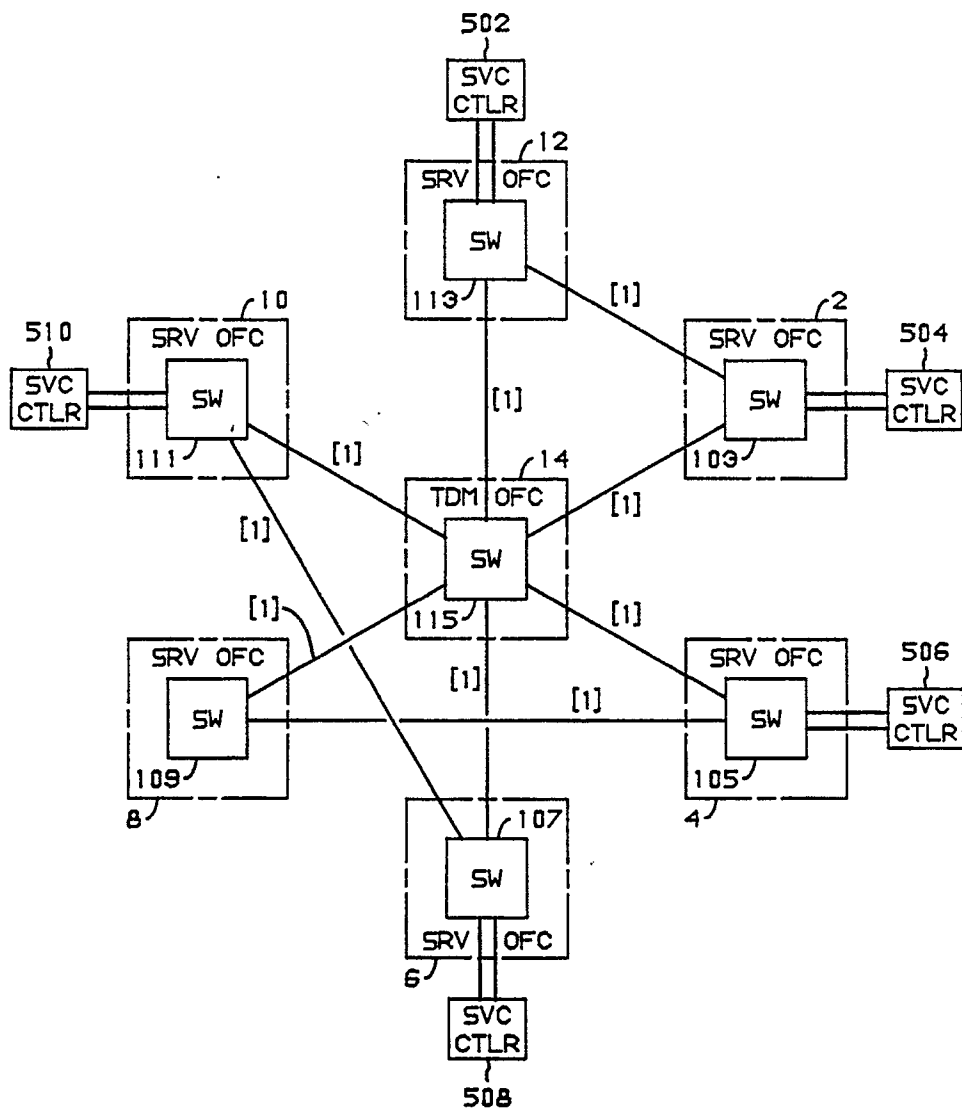 502
SVC
CTLR
12
SRV OFC
SW
113
[1]
10
SRV OFC
510
SVC
CTLR
SW
111
[1]
[1]
2
SRV OFC
504
SVC
CTLR
SW
103
[1]
[1]
14
TDM OFC
SW
115
[1]
[1]
[1]
[1]
SRV OFC
SW
109
8
SRV OFC
506
SVC
CTLR
SW
105
4
107
SW
SRV OFC
6
SVC
CTLR
508